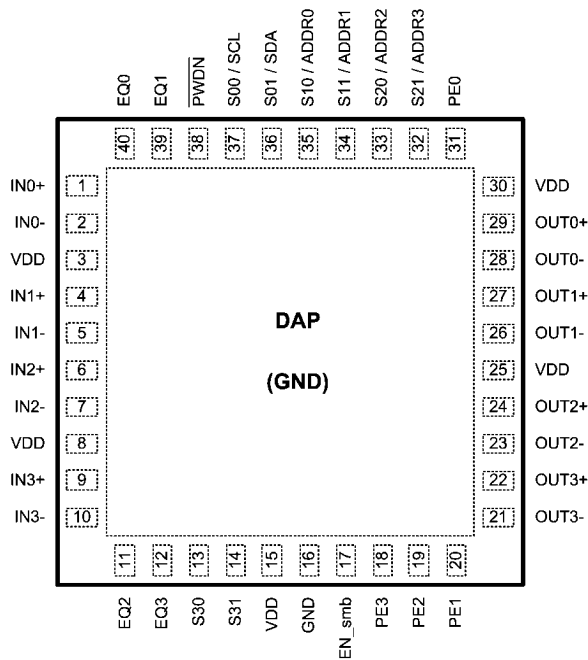 EQ0
EQ1
PWDN
S00 / SCL
S01 / SDA
S10 / ADDR0
S11 / ADDR1
S20 / ADDR2
S21 / ADDR3
PE0
40
39
38
37
36
35
34
33
32
31
IN0+ 1
30 VDD
IN0- 2
29 OUT0+
VDD 3
28 OUT0-
IN1+ 4
27 OUT1+
IN1- 5
26 OUT1-
IN2+ 6
25 VDD
IN2- 7
24 OUT2+
VDD 8
23 OUT2-
IN3+ 9
22 OUT3+
IN3- 10
21 OUT3-
DAP
(GND)
11
12
13
14
15
16
17
18
19
20
EQ2
EQ3
S30
S31
VDD
GND
EN_smb
PE3
PE2
PE1